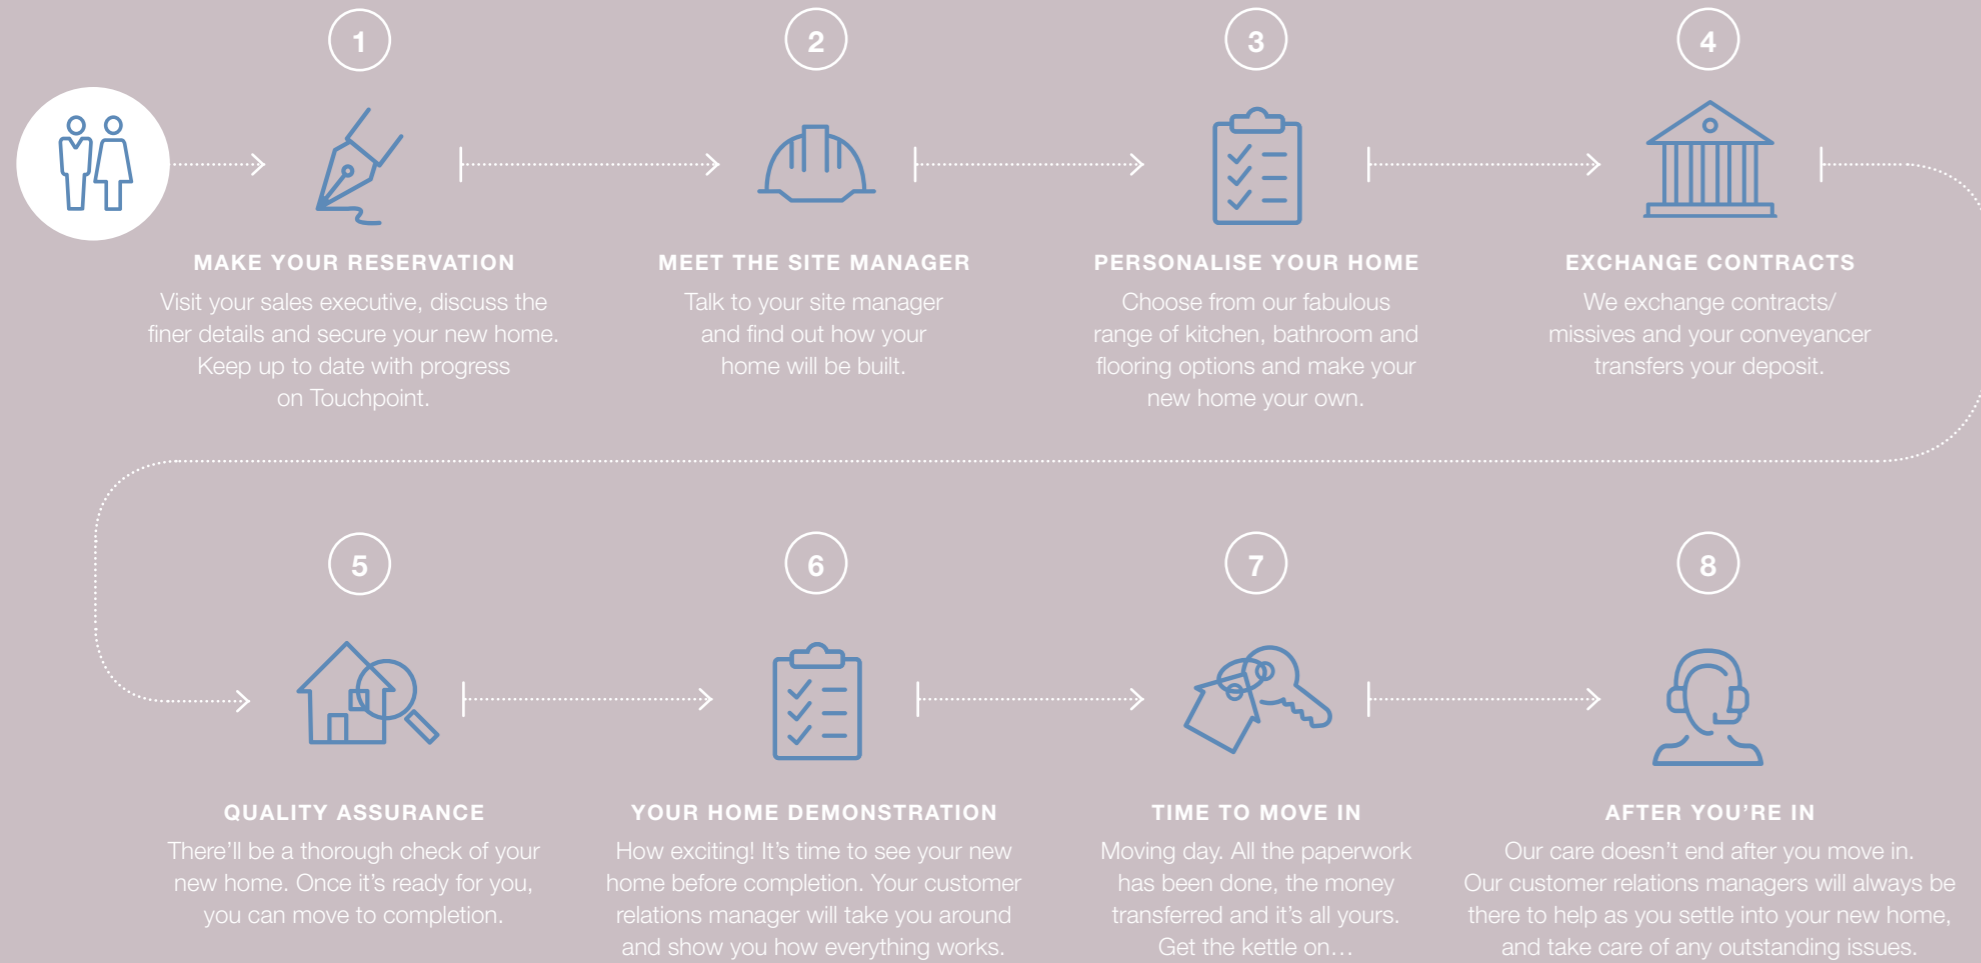 1
MAKE YOUR RESERVATION
Visit your sales executive, discuss the
finer details and secure your new home.
Keep up to date with progress
on Touchpoint.
2
MEET THE SITE MANAGER
Talk to your site manager
and find out how your
home will be built.
3
PERSONALISE YOUR HOME
Choose from our fabulous
range of kitchen, bathroom and
flooring options and make your
new home your own.
4
EXCHANGE CONTRACTS
We exchange contracts/
missives and your conveyancer
transfers your deposit.
5
QUALITY ASSURANCE
There’ll be a thorough check of your
new home. Once it’s ready for you,
you can move to completion.
6
YOUR HOME DEMONSTRATION
How exciting! It’s time to see your new
home before completion. Your customer
relations manager will take you around
and show you how everything works.
7
TIME TO MOVE IN
Moving day. All the paperwork
has been done, the money
transferred and it’s all yours.
Get the kettle on…
8
AFTER YOU’RE IN
Our care doesn’t end after you move in.
Our customer relations managers will always be
there to help as you settle into your new home,
and take care of any outstanding issues.